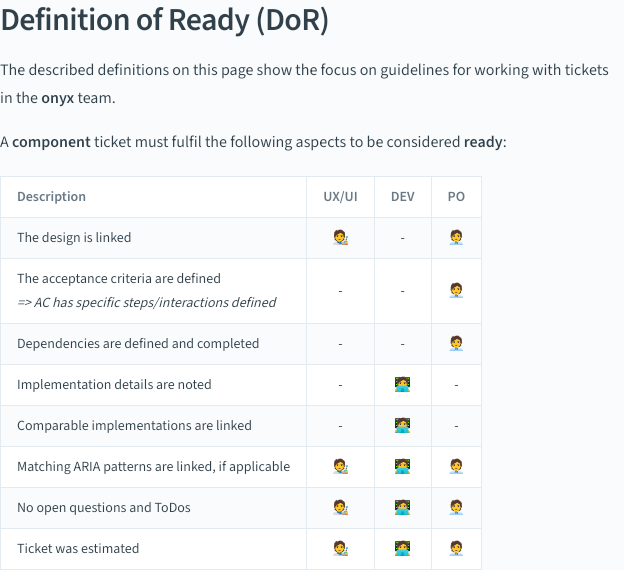 Definition of Ready (DoR)
The described definitions on this page show the focus on guidelines for working with tickets
in the onyx team.
A component ticket must fulfil the following aspects to be considered ready:
Description UX/UI DEV PO
The design is linked 🧑‍🎨 - 🧑‍💼
The acceptance criteria are defined
=> AC has specific steps/interactions defined - - 🧑‍💼
Dependencies are defined and completed - - 🧑‍💼
Implementation details are noted - 🧑‍💻 -
Comparable implementations are linked - 🧑‍💻 -
Matching ARIA patterns are linked, if applicable 🧑‍🎨 🧑‍💻 🧑‍💼
No open questions and ToDos 🧑‍🎨 🧑‍💻 🧑‍💼
Ticket was estimated 🧑‍🎨 🧑‍💻 🧑‍💼